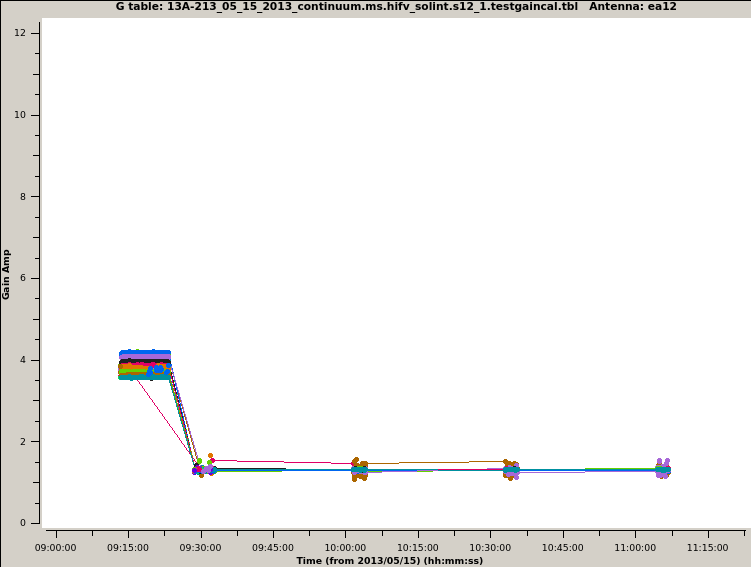 G table: 13A-213_05_15_2013_continuum.ms.hifv_solint.s12_1.testgaincal.tbl Antenna: ea12
12
10
8
6
4
2
0
Gain Amp
09:00:00 09:15:00 09:30:00 09:45:00 10:00:00 10:15:00 10:30:00 10:45:00 11:00:00 11:15:00
Time (from 2013/05/15) (hh:mm:ss)